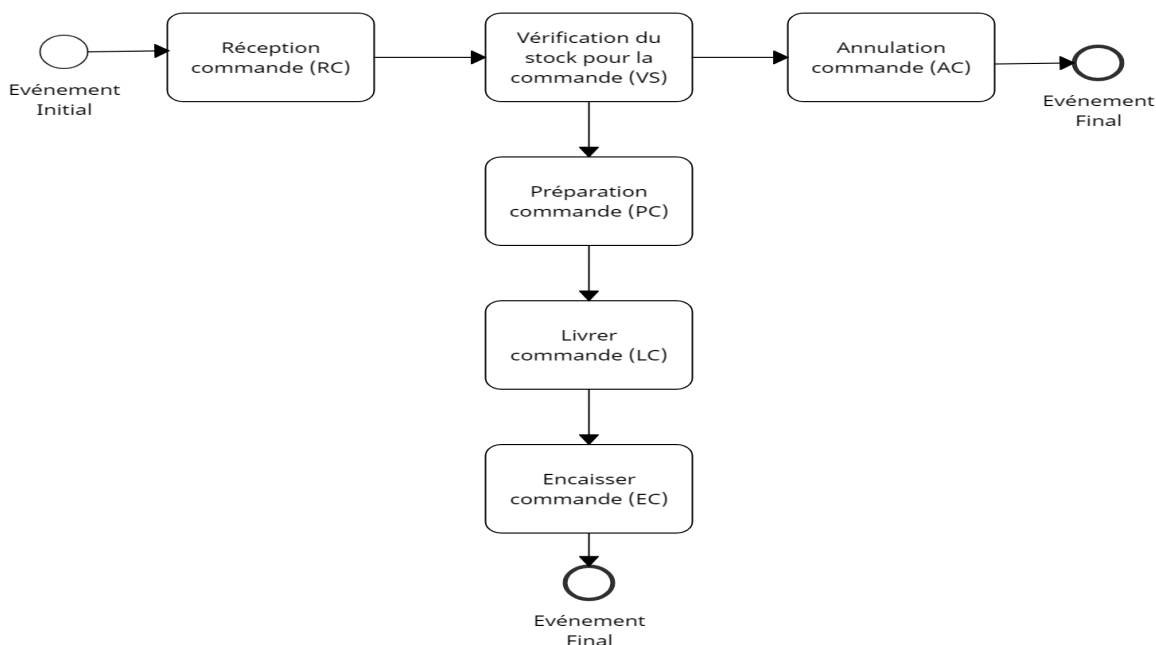 Evénement
Initial
Réception
commande (RC)
Vérification du
stock pour la
commande (VS)
Annulation
commande (AC)
Evénement
Final
Préparation
commande (PC)
Livrer
commande (LC)
Encaisser
commande (EC)
Evénement
Final